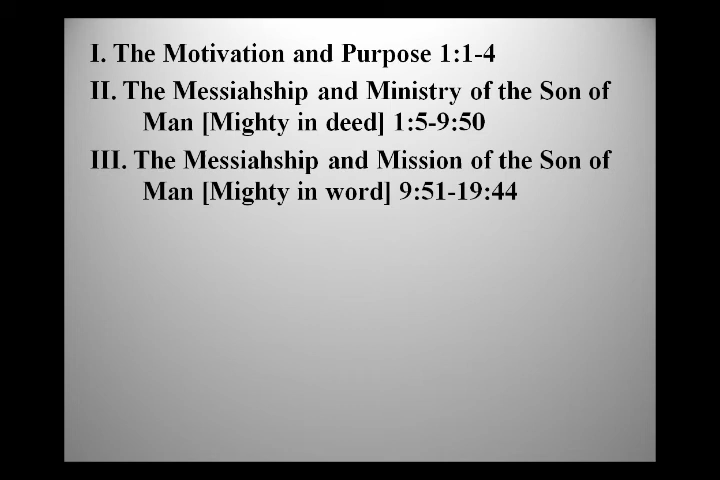 I. The Motivation and Purpose 1:1-4
II. The Messiahship and Ministry of the Son of
Man [Mighty in deed] 1:5-9:50
III. The Messiahship and Mission of the Son of
Man [Mighty in word] 9:51-19:44